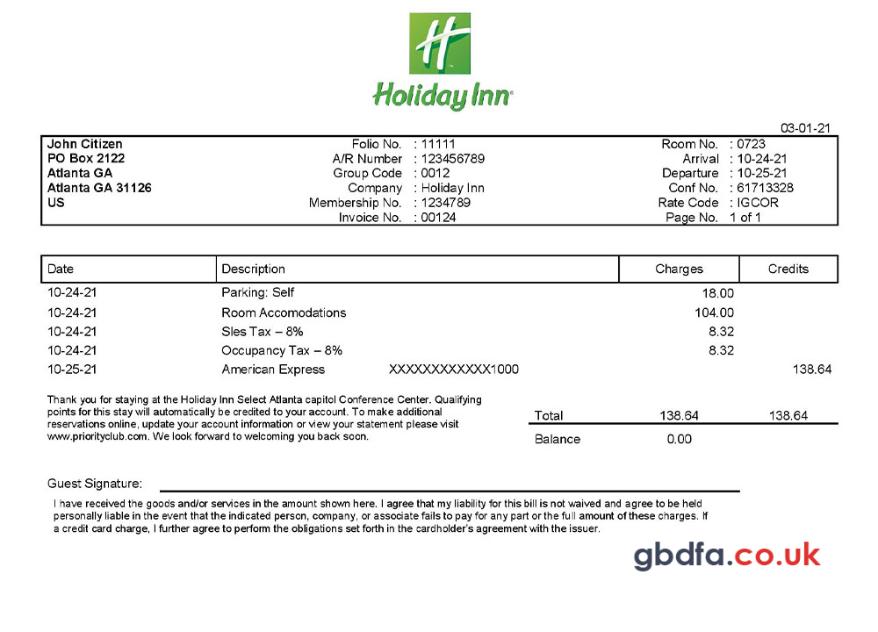 Holiday Inn
03-01-21
John Citizen Folio No. : 11111 Room No. : 0723
PO Box 2122 A/R Number : 123456789 Arrival : 10-24-21
Atlanta GA Group Code : 0012 Departure : 10-25-21
Atlanta GA 31126 Company : Holiday Inn Conf No. : 61713328
US Membership No. : 1234789 Rate Code : IGCOR
Invoice No. : 00124 Page No. 1 of 1
Date Description Charges Credits
10-24-21 Parking: Self 18.00
10-24-21 Room Accomodations 104.00
10-24-21 Sles Tax – 8% 8.32
10-24-21 Occupancy Tax – 8% 8.32
10-25-21 American Express XXXXXXXXXXXX1000 138.64
Thank you for staying at the Holiday Inn Select Atlanta capitol Conference Center. Qualifying
points for this stay will automatically be credited to your account. To make additional
reservations online, update your account information or view your statement please visit
www.priorityclub.com. We look forward to welcoming you back soon.
Total 138.64 138.64
Balance 0.00
Guest Signature:
I have received the goods and/or services in the amount shown here. I agree that my liability for this bill is not waived and agree to be held
personally liable in the event that the indicated person, company, or associate fails to pay for any part or the full amount of these charges. If
a credit card charge, I further agree to perform the obligations set forth in the cardholder's agreement with the issuer.
gbdfa.co.uk